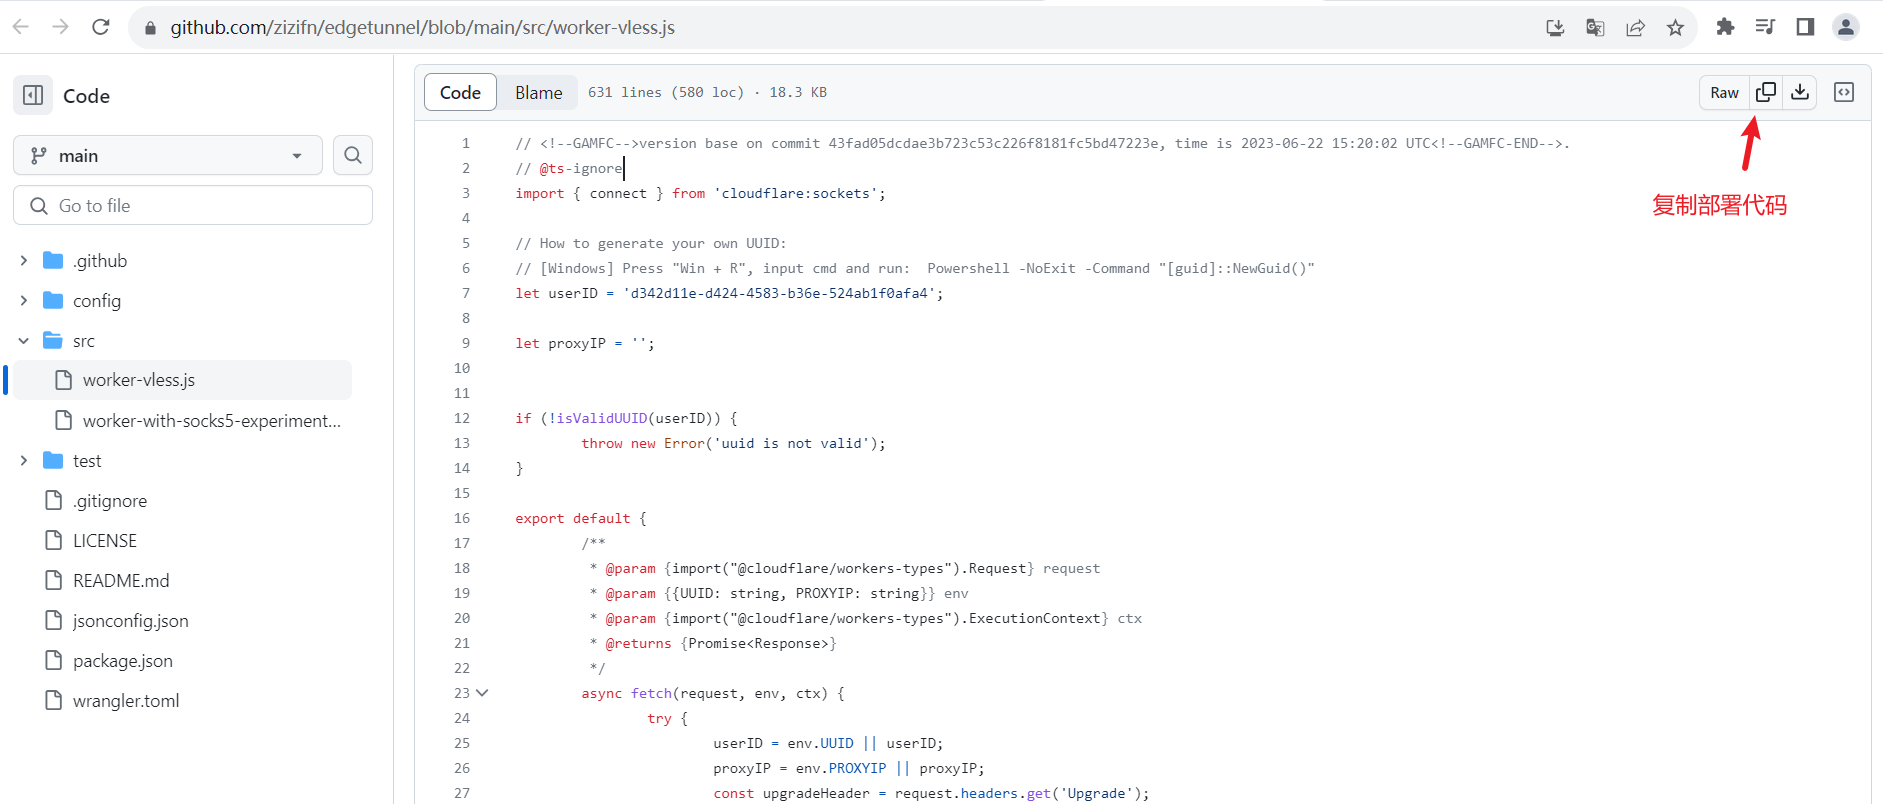 github.com/zizifn/edgetunnel/blob/main/src/worker-vless.js
Code
main
Go to file
.github
config
src
worker-vless.js
worker-with-socks5-experiment...
test
.gitignore
LICENSE
README.md
jsonconfig.json
package.json
wrangler.toml
Code Blame 631 lines (580 loc) · 18.3 KB
Raw
复制部署代码
1 // <!--GAMFC-->version base on commit 43fad05dcdae3b723c53c226f8181fc5bd47223e, time is 2023-06-22 15:20:02 UTC<!--GAMFC-END-->.
2 // @ts-ignore
3 import { connect } from 'cloudflare:sockets';
4
5 // How to generate your own UUID:
6 // [Windows] Press "Win + R", input cmd and run:  Powershell -NoExit -Command "[guid]::NewGuid()"
7 let userID = 'd342d11e-d424-4583-b36e-524ab1f0afa4';
8
9 let proxyIP = '';
10
11
12 if (!isValidUUID(userID)) {
13 throw new Error('uuid is not valid');
14 }
15
16 export default {
17 /**
18 * @param {import("@cloudflare/workers-types").Request} request
19 * @param {{UUID: string, PROXYIP: string}} env
20 * @param {import("@cloudflare/workers-types").ExecutionContext} ctx
21 * @returns {Promise<Response>}
22 */
23 async fetch(request, env, ctx) {
24 try {
25 userID = env.UUID || userID;
26 proxyIP = env.PROXYIP || proxyIP;
27 const upgradeHeader = request.headers.get('Upgrade');